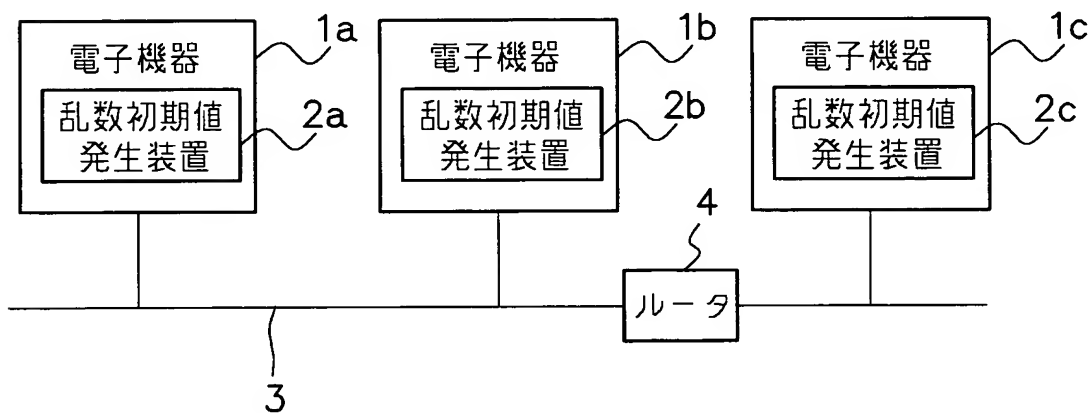 電子機器
1a
乱数初期値
発生装置
2a
電子機器
1b
乱数初期値
発生装置
2b
電子機器
1c
乱数初期値
発生装置
2c
4
ルータ
3